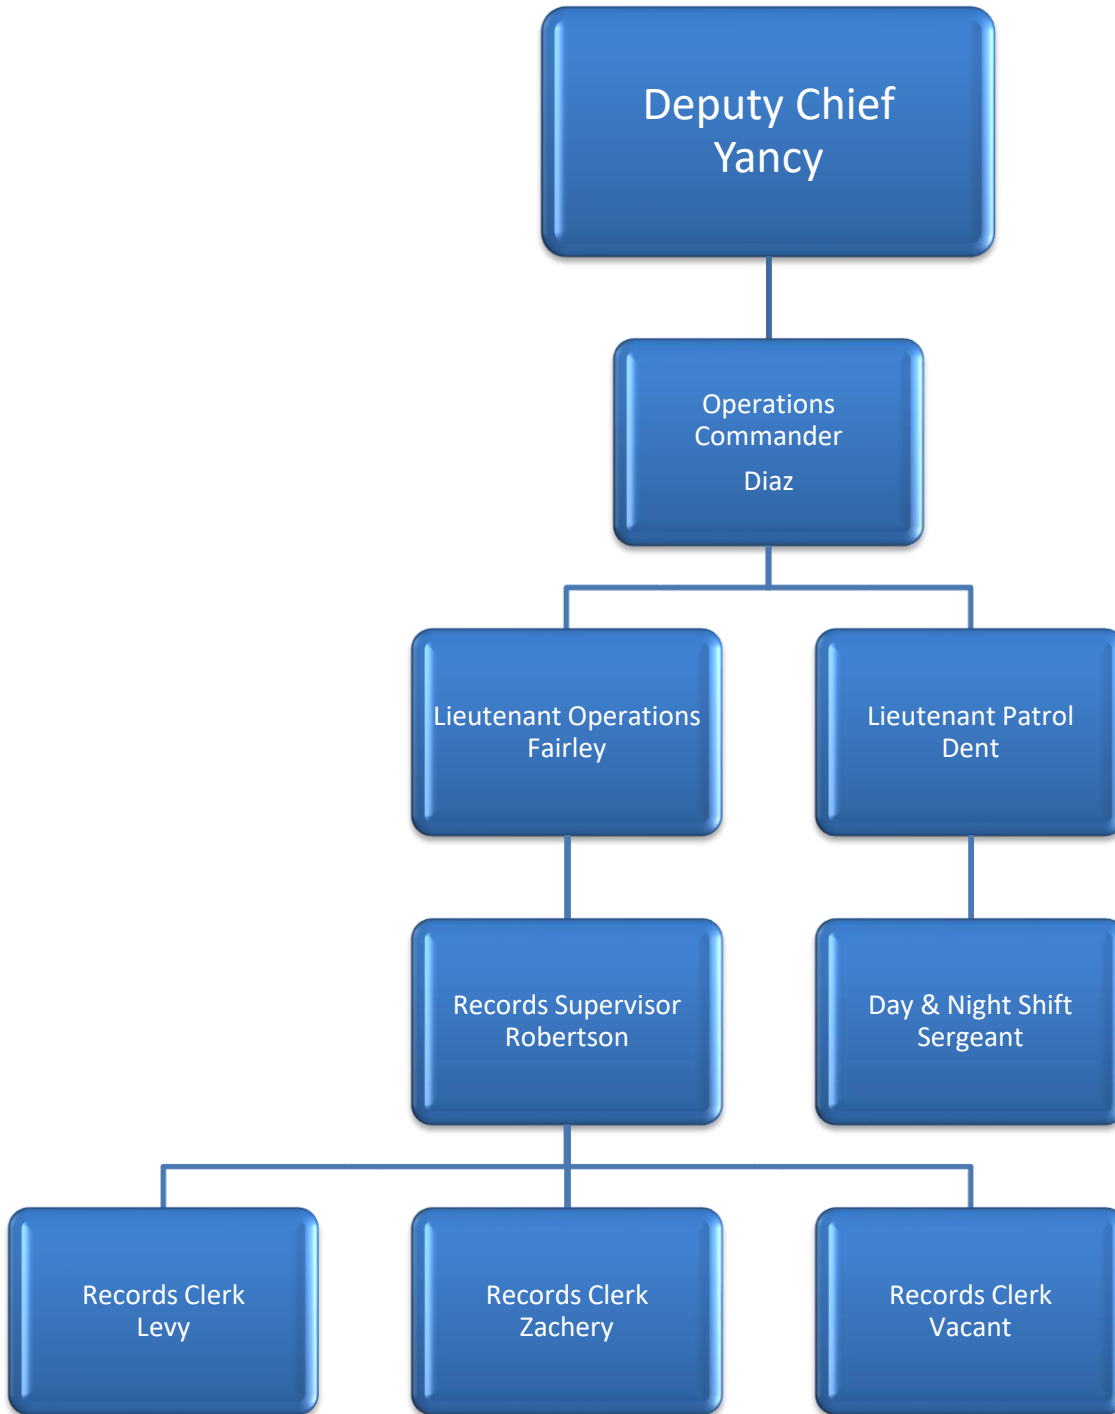 Deputy Chief
Yancy
Operations
Commander
Diaz
Lieutenant Operations
Fairley
Lieutenant Patrol
Dent
Records Supervisor
Robertson
Day & Night Shift
Sergeant
Records Clerk
Levy
Records Clerk
Zachery
Records Clerk
Vacant